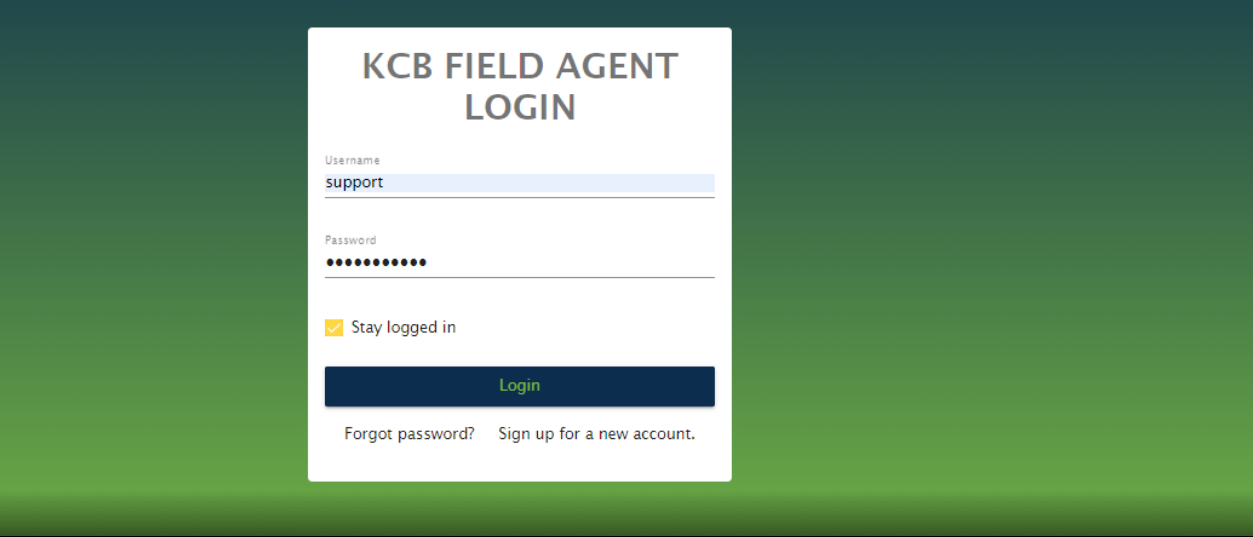 KCB FIELD AGENT
LOGIN
Username
support
Password
•••••••••••
Stay logged in
Login
Forgot password? Sign up for a new account.